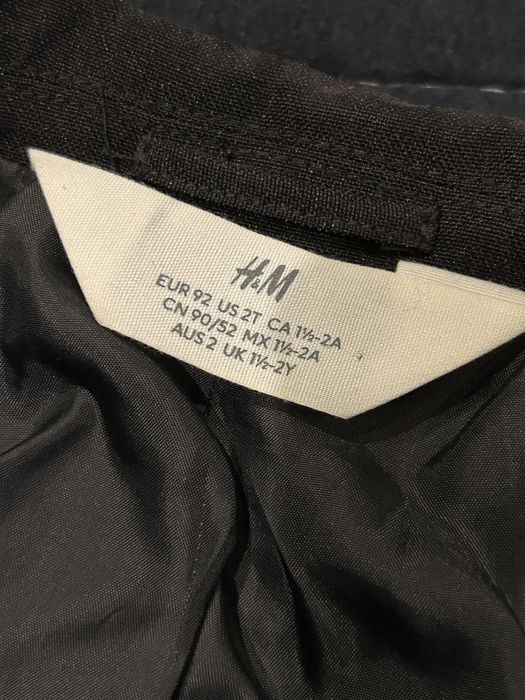 H&M
EUR 92 US 2T CA 1½-2A
CN 90/52 MX 1½-2A
AUS 2 UK 1½-2Y